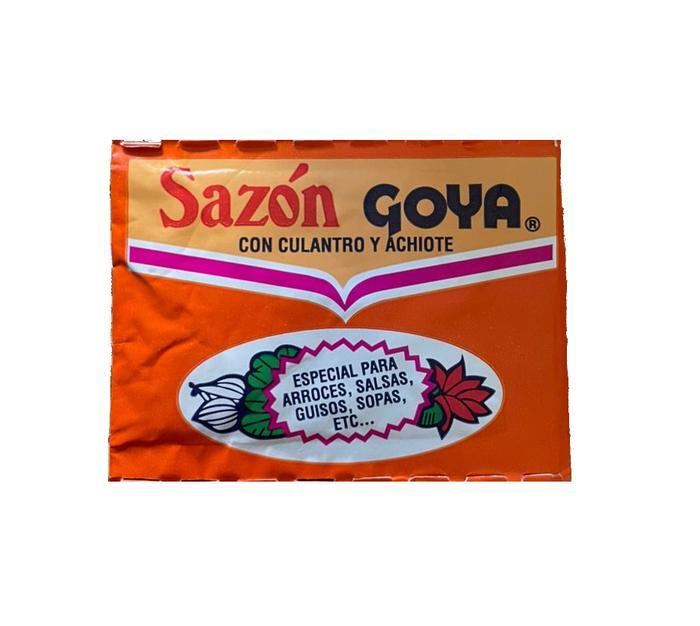 Sazón GOYA®
CON CULANTRO Y ACHIOTE
ESPECIAL PARA
ARROCES, SALSAS,
GUISOS, SOPAS,
ETC...